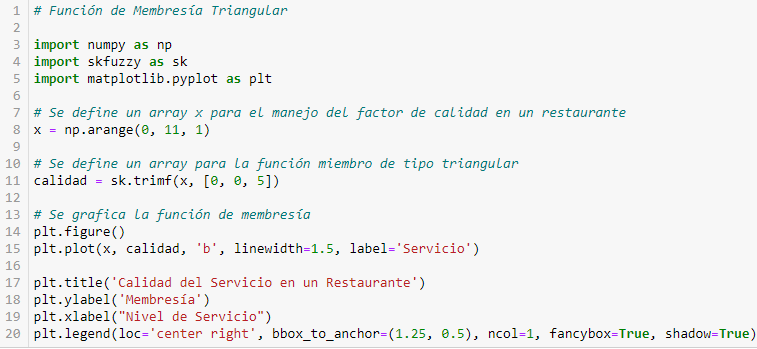 1 # Función de Membresía Triangular
2
3 import numpy as np
4 import skfuzzy as sk
5 import matplotlib.pyplot as plt
6
7 # Se define un array x para el manejo del factor de calidad en un restaurante
8 x = np.arange(0, 11, 1)
9
10 # Se define un array para la función miembro de tipo triangular
11 calidad = sk.trimf(x, [0, 0, 5])
12
13 # Se grafica la función de membresía
14 plt.figure()
15 plt.plot(x, calidad, 'b', linewidth=1.5, label='Servicio')
16
17 plt.title('Calidad del Servicio en un Restaurante')
18 plt.ylabel('Membresía')
19 plt.xlabel("Nivel de Servicio")
20 plt.legend(loc='center right', bbox_to_anchor=(1.25, 0.5), ncol=1, fancybox=True, shadow=True)